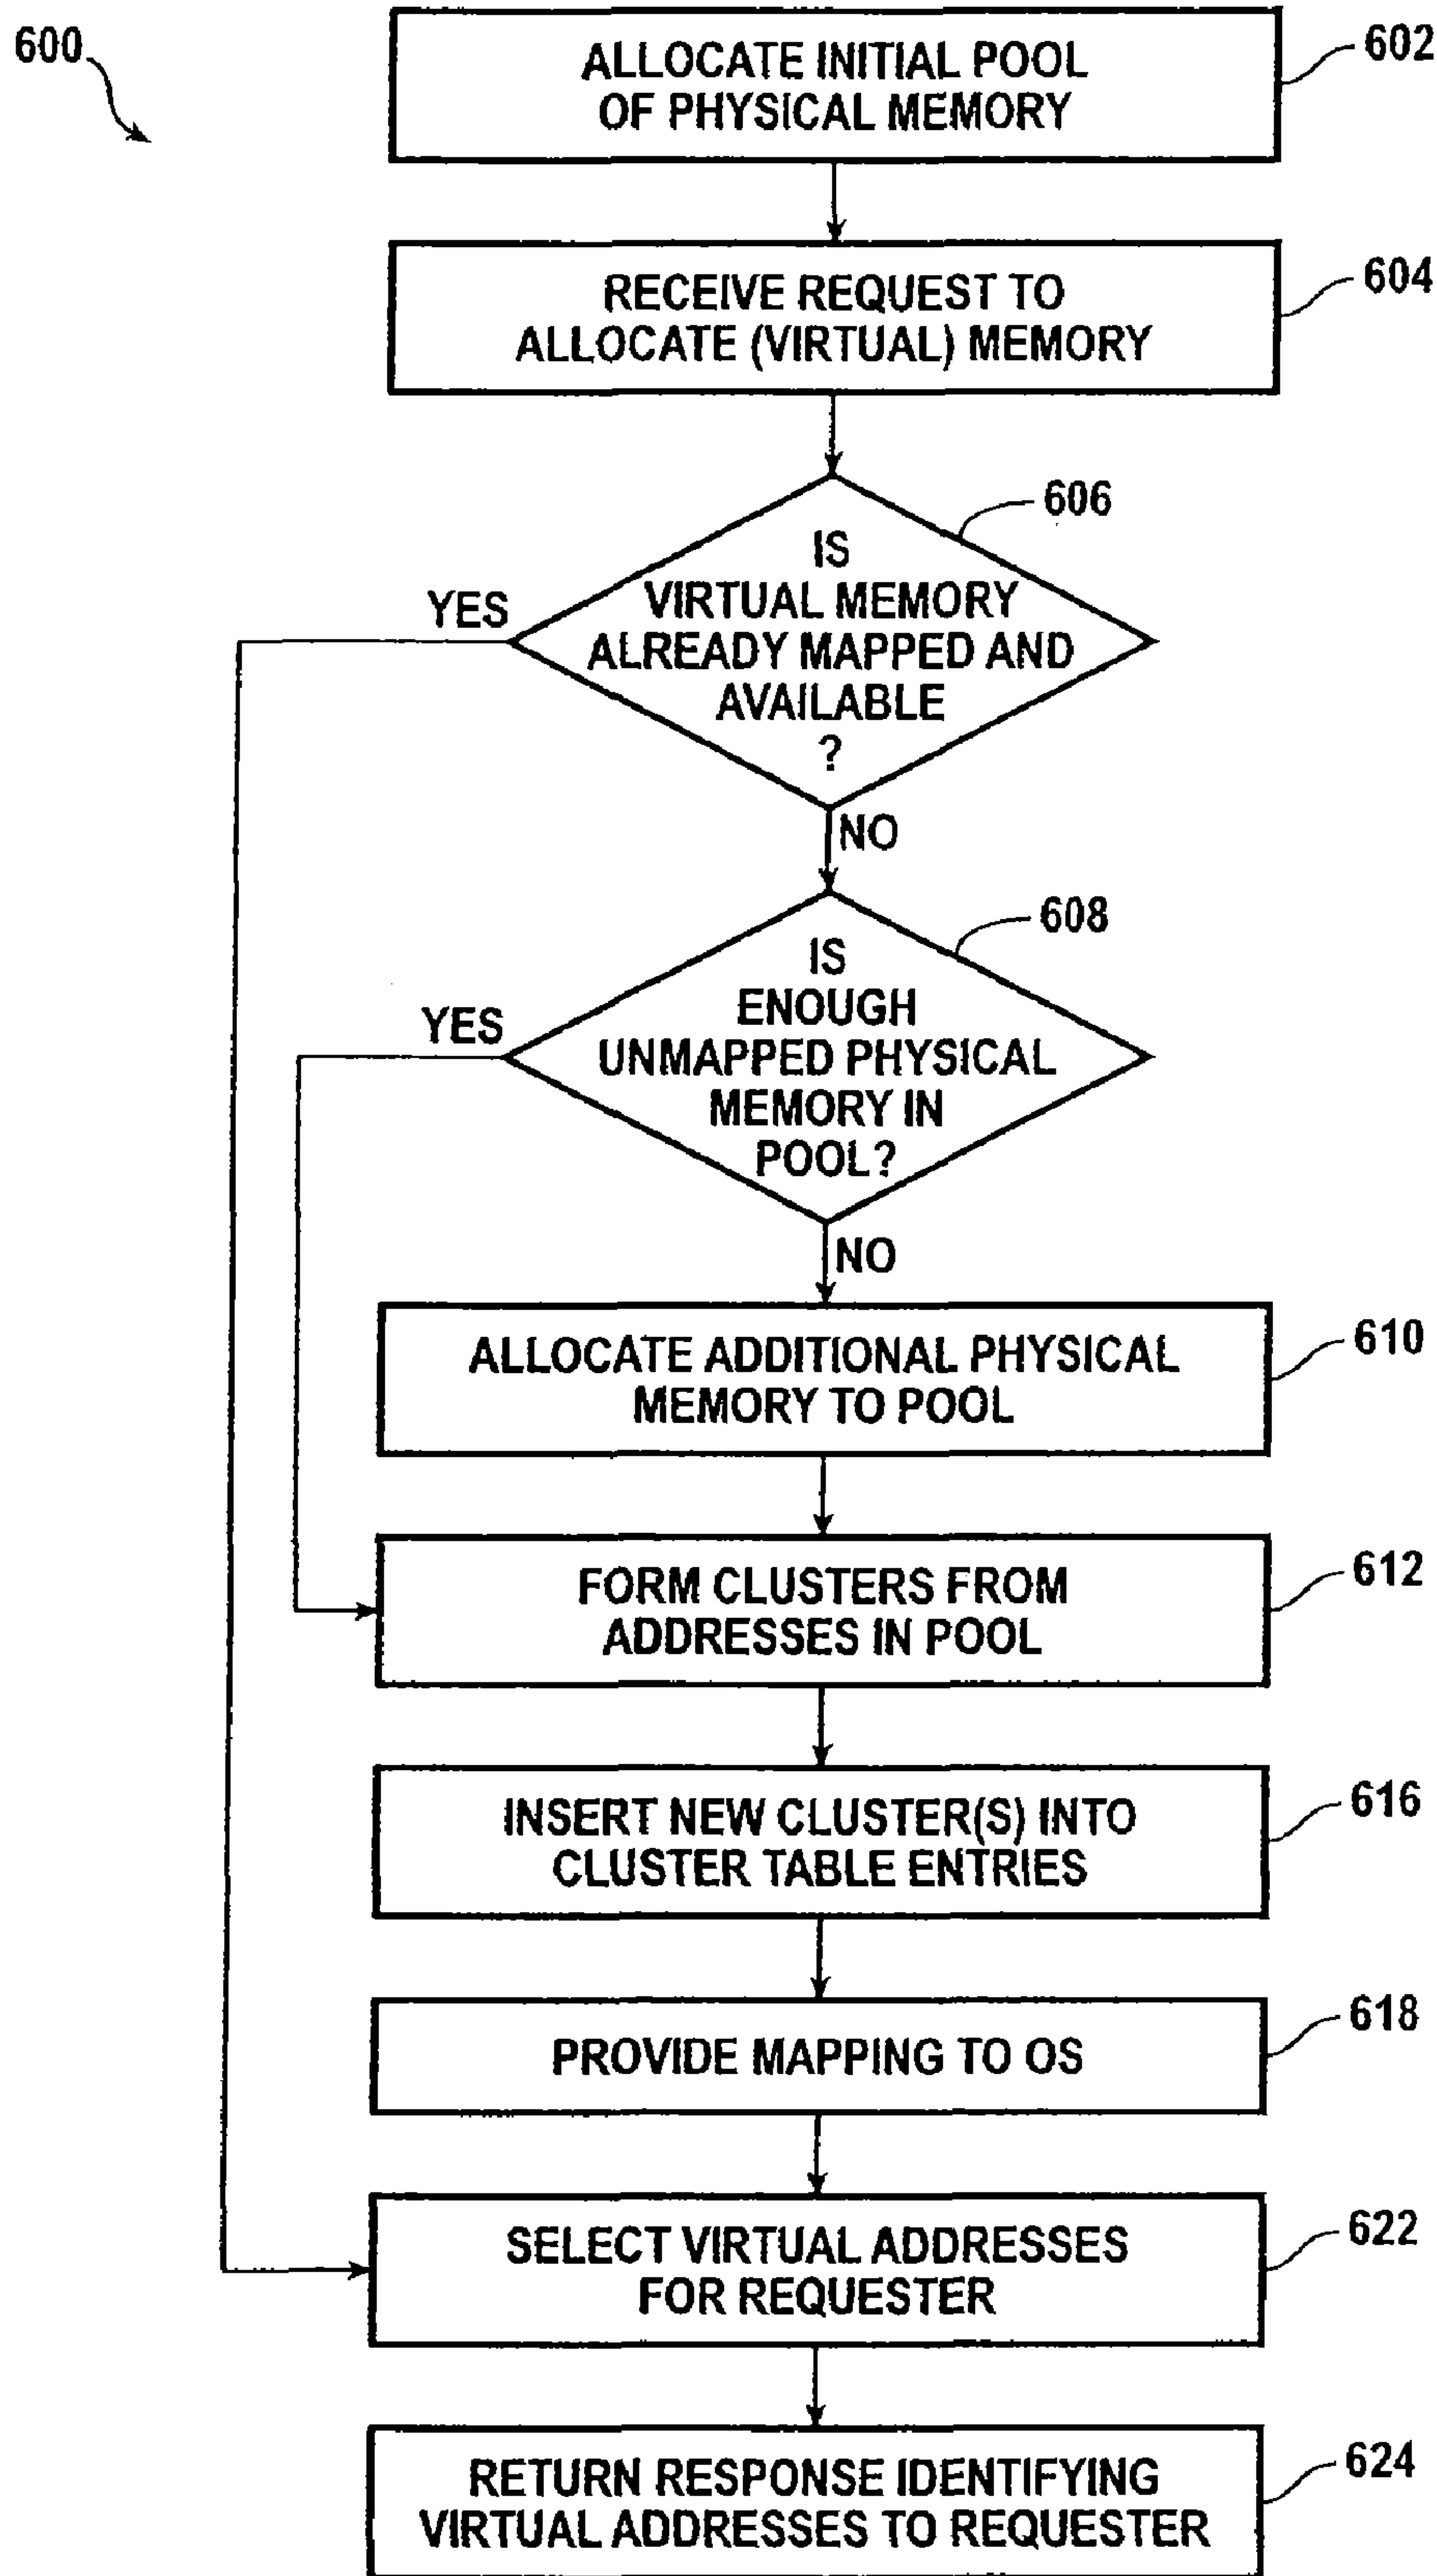 600
ALLOCATE INITIAL POOL
OF PHYSICAL MEMORY
602
RECEIVE REQUEST TO
ALLOCATE (VIRTUAL) MEMORY
604
606
IS
VIRTUAL MEMORY
ALREADY MAPPED AND
AVAILABLE
?
YES
NO
608
IS
ENOUGH
UNMAPPED PHYSICAL
MEMORY IN
POOL?
YES
NO
ALLOCATE ADDITIONAL PHYSICAL
MEMORY TO POOL
610
FORM CLUSTERS FROM
ADDRESSES IN POOL
612
INSERT NEW CLUSTER(S) INTO
CLUSTER TABLE ENTRIES
616
PROVIDE MAPPING TO OS
618
SELECT VIRTUAL ADDRESSES
FOR REQUESTER
622
RETURN RESPONSE IDENTIFYING
VIRTUAL ADDRESSES TO REQUESTER
624